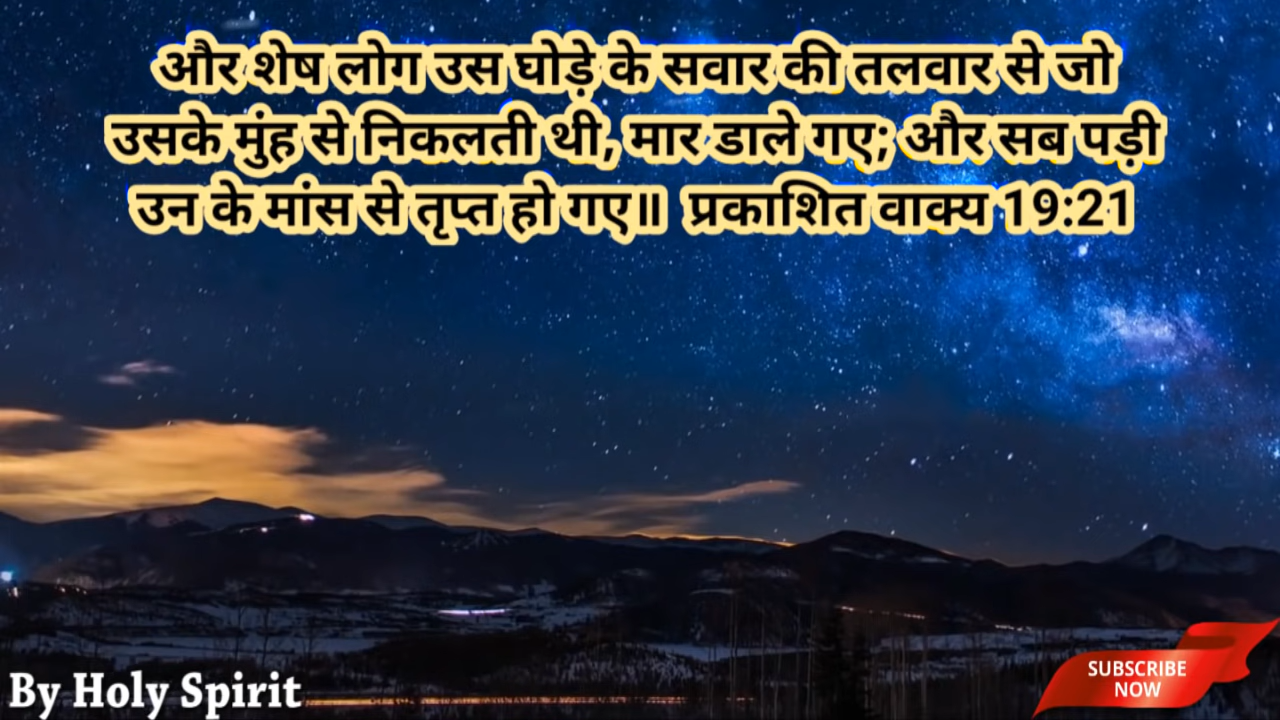 और शेष लोग उस घोड़े के सवार की तलवार से जो
उसके मुंह से निकलती थी, मार डाले गए; और सब पड़ी
उन के मांस से तृप्त हो गए॥ प्रकाशित वाक्य 19:21
By Holy Spirit
SUBSCRIBE
NOW